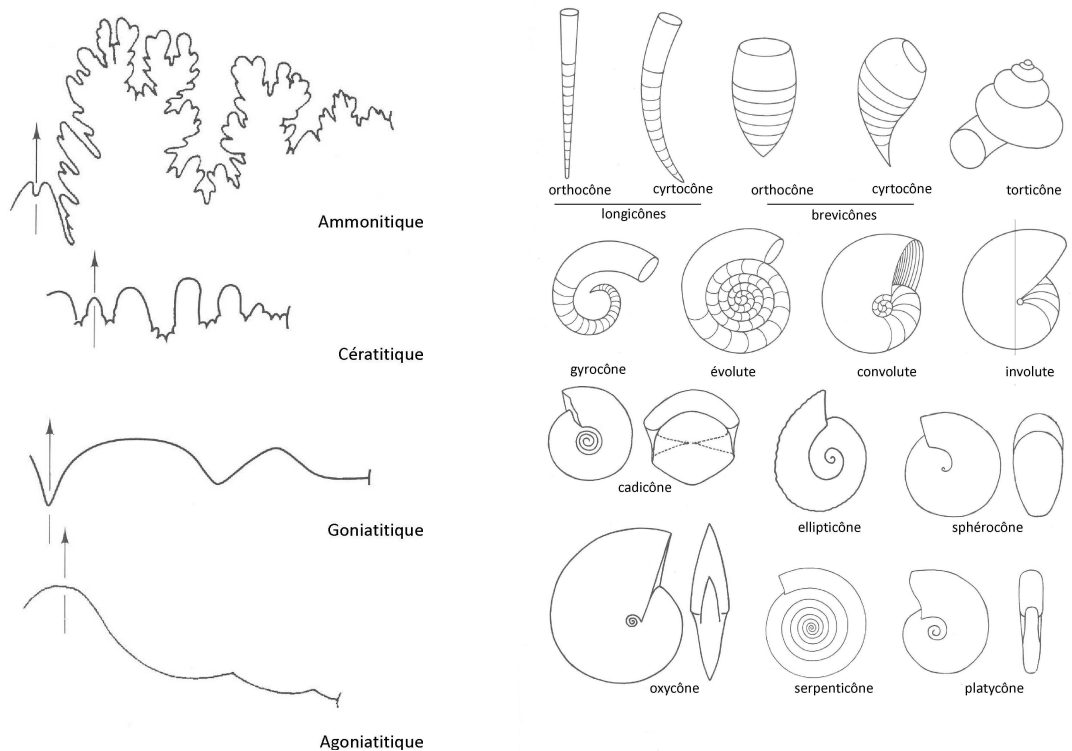 Ammonitique
Cératitique
Goniatitique
Agoniatitique
orthocône cyrtocône orthocône cyrtocône torticône
longicônes brevicônes
gyrocône évolute convolute involute
cadicône
ellipticône sphérocône
oxycône serpenticône platycône